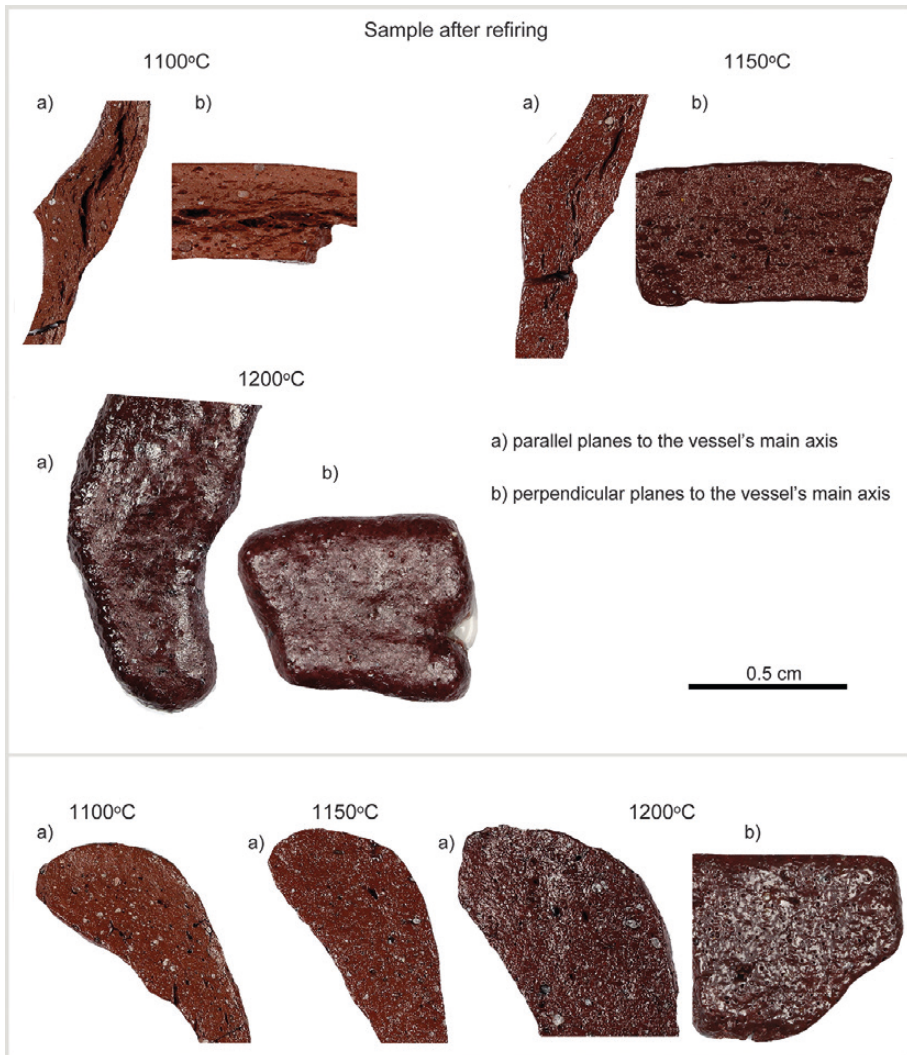 Sample after refiring
1100°C
1150°C
a)
b)
a)
b)
1200°C
a)
b)
a) parallel planes to the vessel's main axis
b) perpendicular planes to the vessel's main axis
0.5 cm
1100°C
1150°C
1200°C
a)
a)
a)
b)